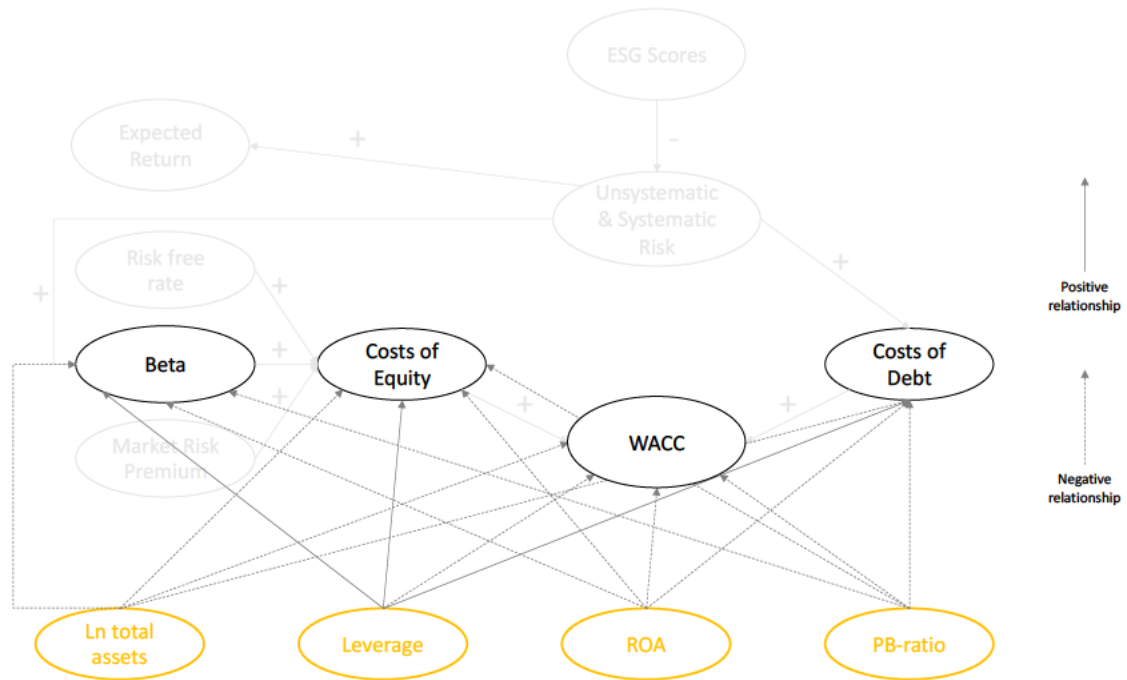 ESG Scores
Expected
Return
+
-
Unsystematic
& Systematic
Risk
Risk free
rate
+
+
+
Positive
relationship
Beta
+
Costs of
Equity
Costs of
Debt
+
+
+
WACC
Market Risk
Premium
Negative
relationship
Ln total
assets
Leverage
ROA
PB-ratio